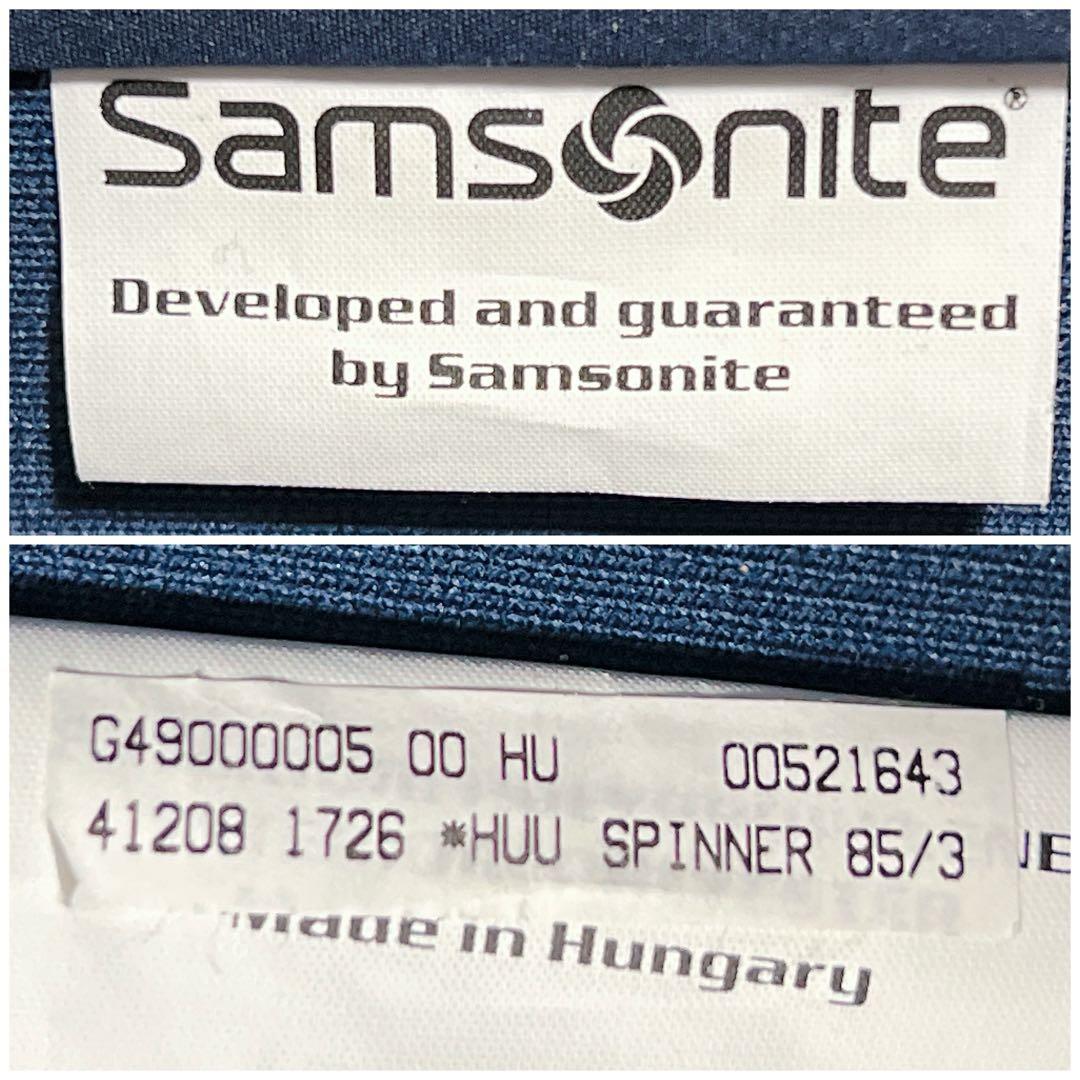 Samsonite®
Developed and guaranteed
by Samsonite
G49000005 00 HU 00521643
41208 1726 *HUU SPINNER 85/3
Made in Hungary